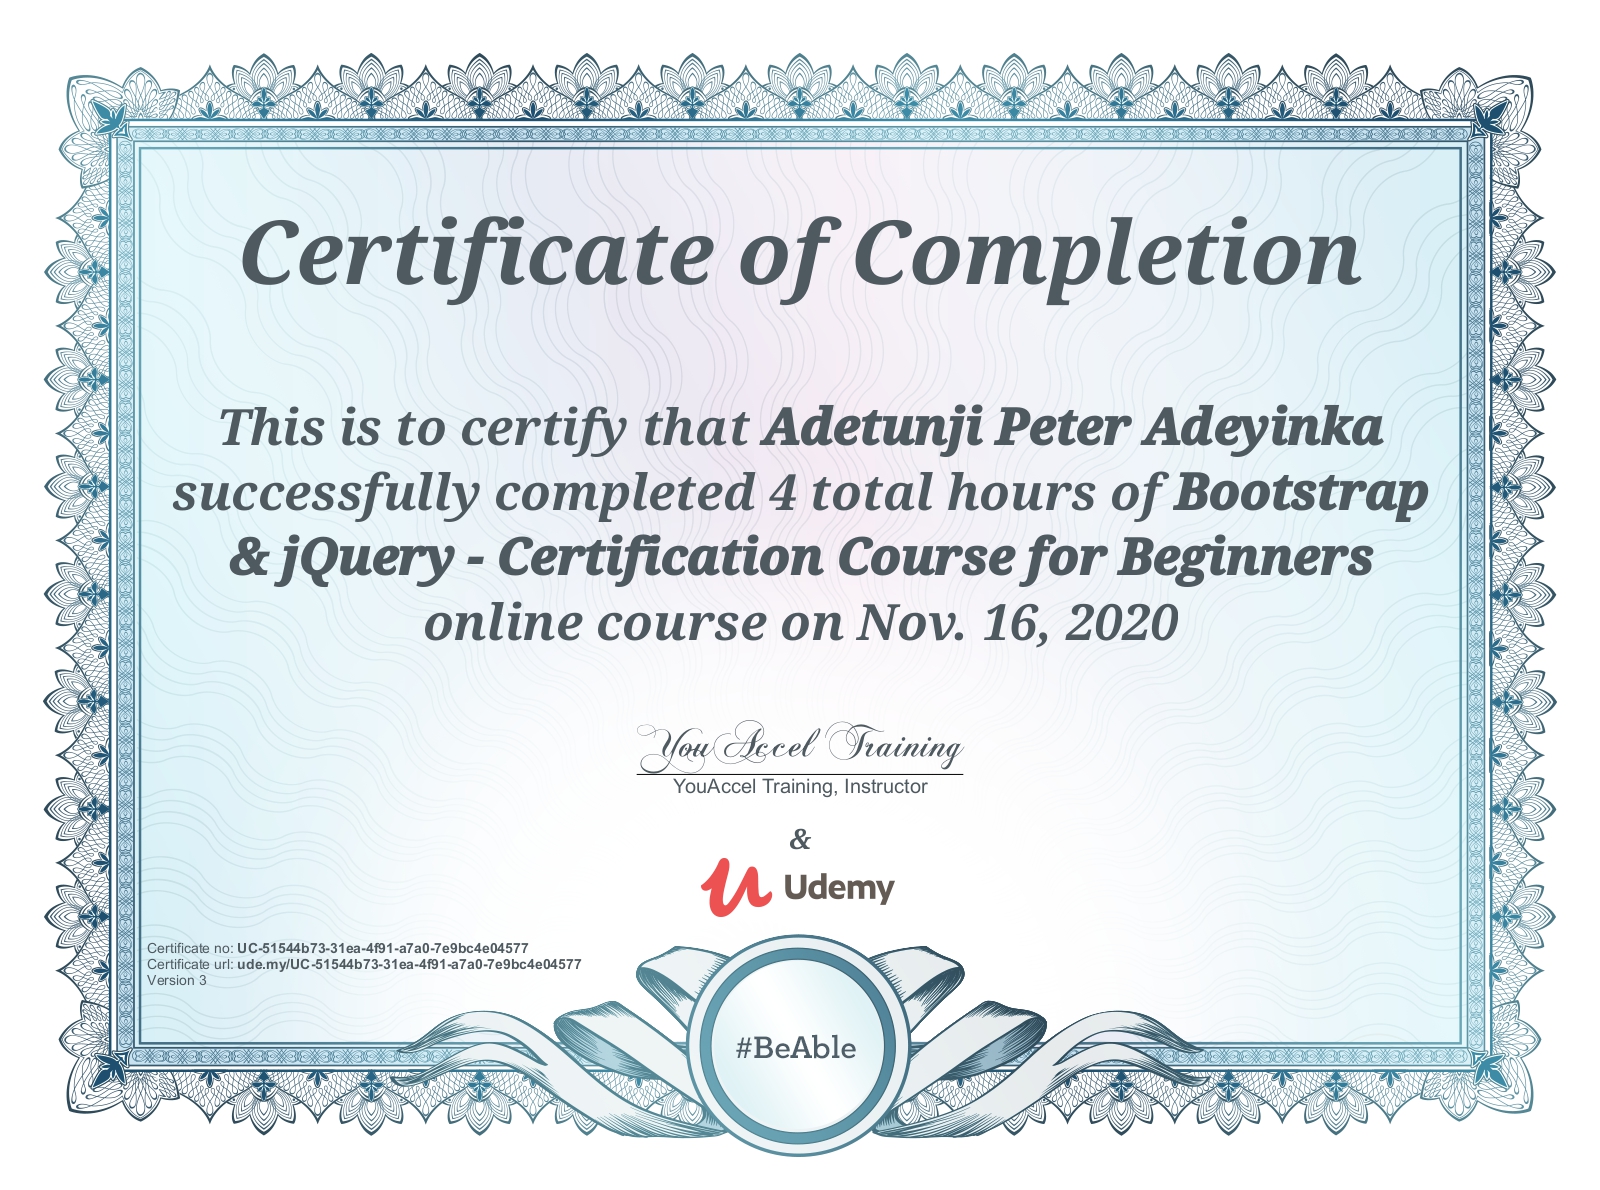 Certificate of Completion
This is to certify that Adetunji Peter Adeyinka
successfully completed 4 total hours of Bootstrap
& jQuery - Certification Course for Beginners
online course on Nov. 16, 2020
YouAccel Training
YouAccel Training, Instructor
&
Udemy
Certificate no: UC-51544b73-31ea-4f91-a7a0-7e9bc4e04577
Certificate url: ude.my/UC-51544b73-31ea-4f91-a7a0-7e9bc4e04577
Version 3
#BeAble